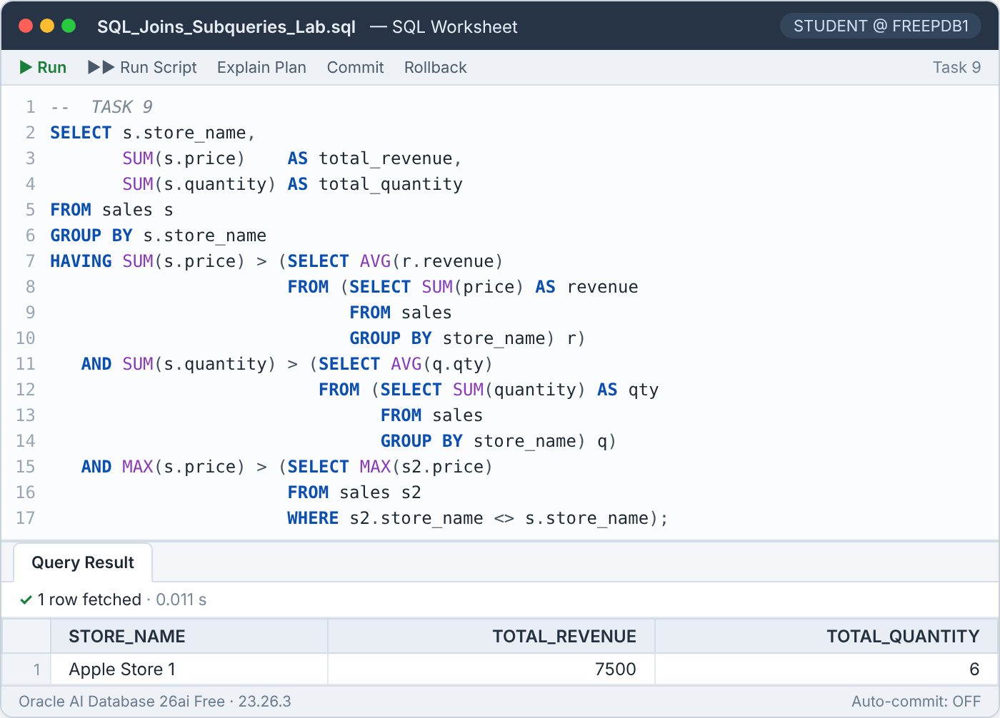 SQL_Joins_Subqueries_Lab.sql — SQL Worksheet STUDENT @ FREEPDB1
Run Run Script Explain Plan Commit Rollback Task 9
1 --  TASK 9
2 SELECT s.store_name,
3        SUM(s.price)    AS total_revenue,
4        SUM(s.quantity) AS total_quantity
5 FROM sales s
6 GROUP BY s.store_name
7 HAVING SUM(s.price) > (SELECT AVG(r.revenue)
8                        FROM (SELECT SUM(price) AS revenue
9                              FROM sales
10                              GROUP BY store_name) r)
11    AND SUM(s.quantity) > (SELECT AVG(q.qty)
12                           FROM (SELECT SUM(quantity) AS qty
13                                 FROM sales
14                                 GROUP BY store_name) q)
15    AND MAX(s.price) > (SELECT MAX(s2.price)
16                        FROM sales s2
17                        WHERE s2.store_name <> s.store_name);
Query Result
✓ 1 row fetched · 0.011 s
STORE_NAME TOTAL_REVENUE TOTAL_QUANTITY
1 Apple Store 1 7500 6
Oracle AI Database 26ai Free · 23.26.3 Auto-commit: OFF